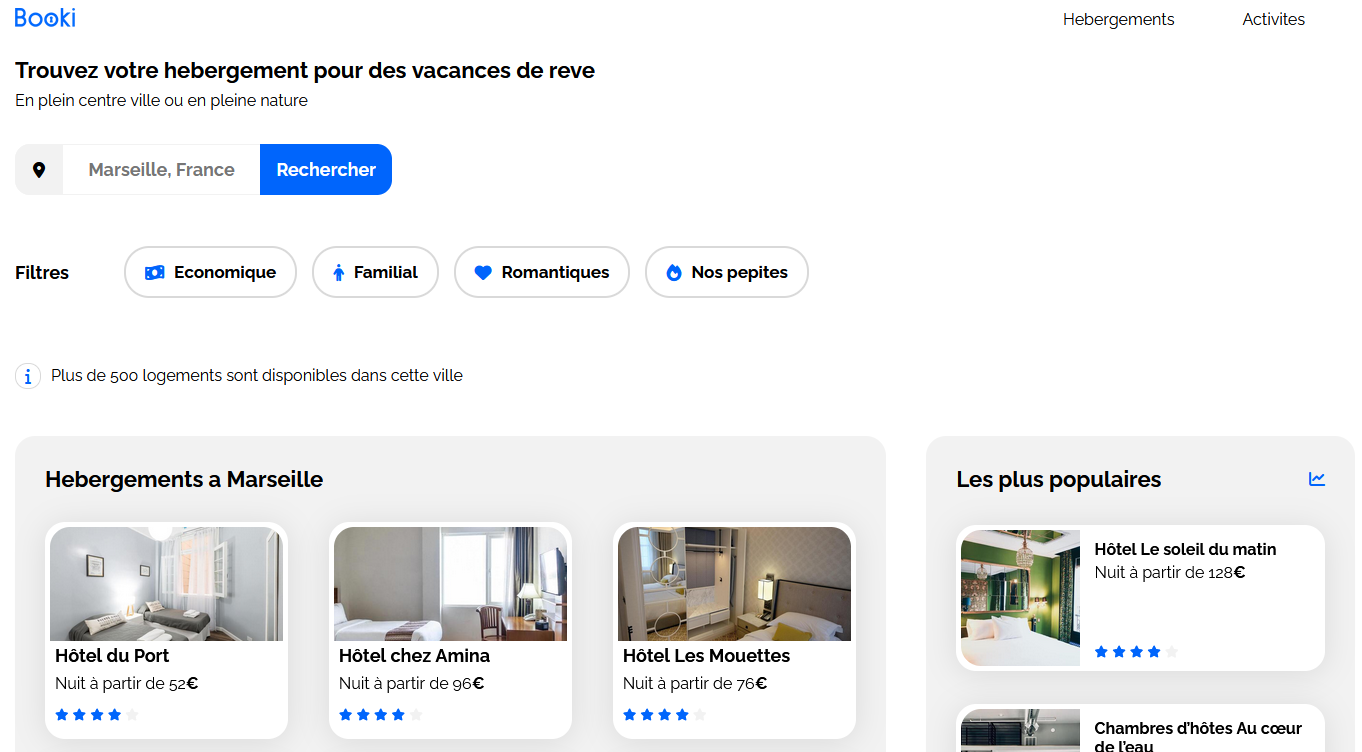 Booki
Hebergements
Activites
Trouvez votre hebergement pour des vacances de reve
En plein centre ville ou en pleine nature
Marseille, France
Rechercher
Filtres
Economique
Familial
Romantiques
Nos pepites
Plus de 500 logements sont disponibles dans cette ville
Hebergements a Marseille
Hôtel du Port
Nuit à partir de 52€
Hôtel chez Amina
Nuit à partir de 96€
Hôtel Les Mouettes
Nuit à partir de 76€
Les plus populaires
Hôtel Le soleil du matin
Nuit à partir de 128€
Chambres d’hôtes Au cœur
de l’eau